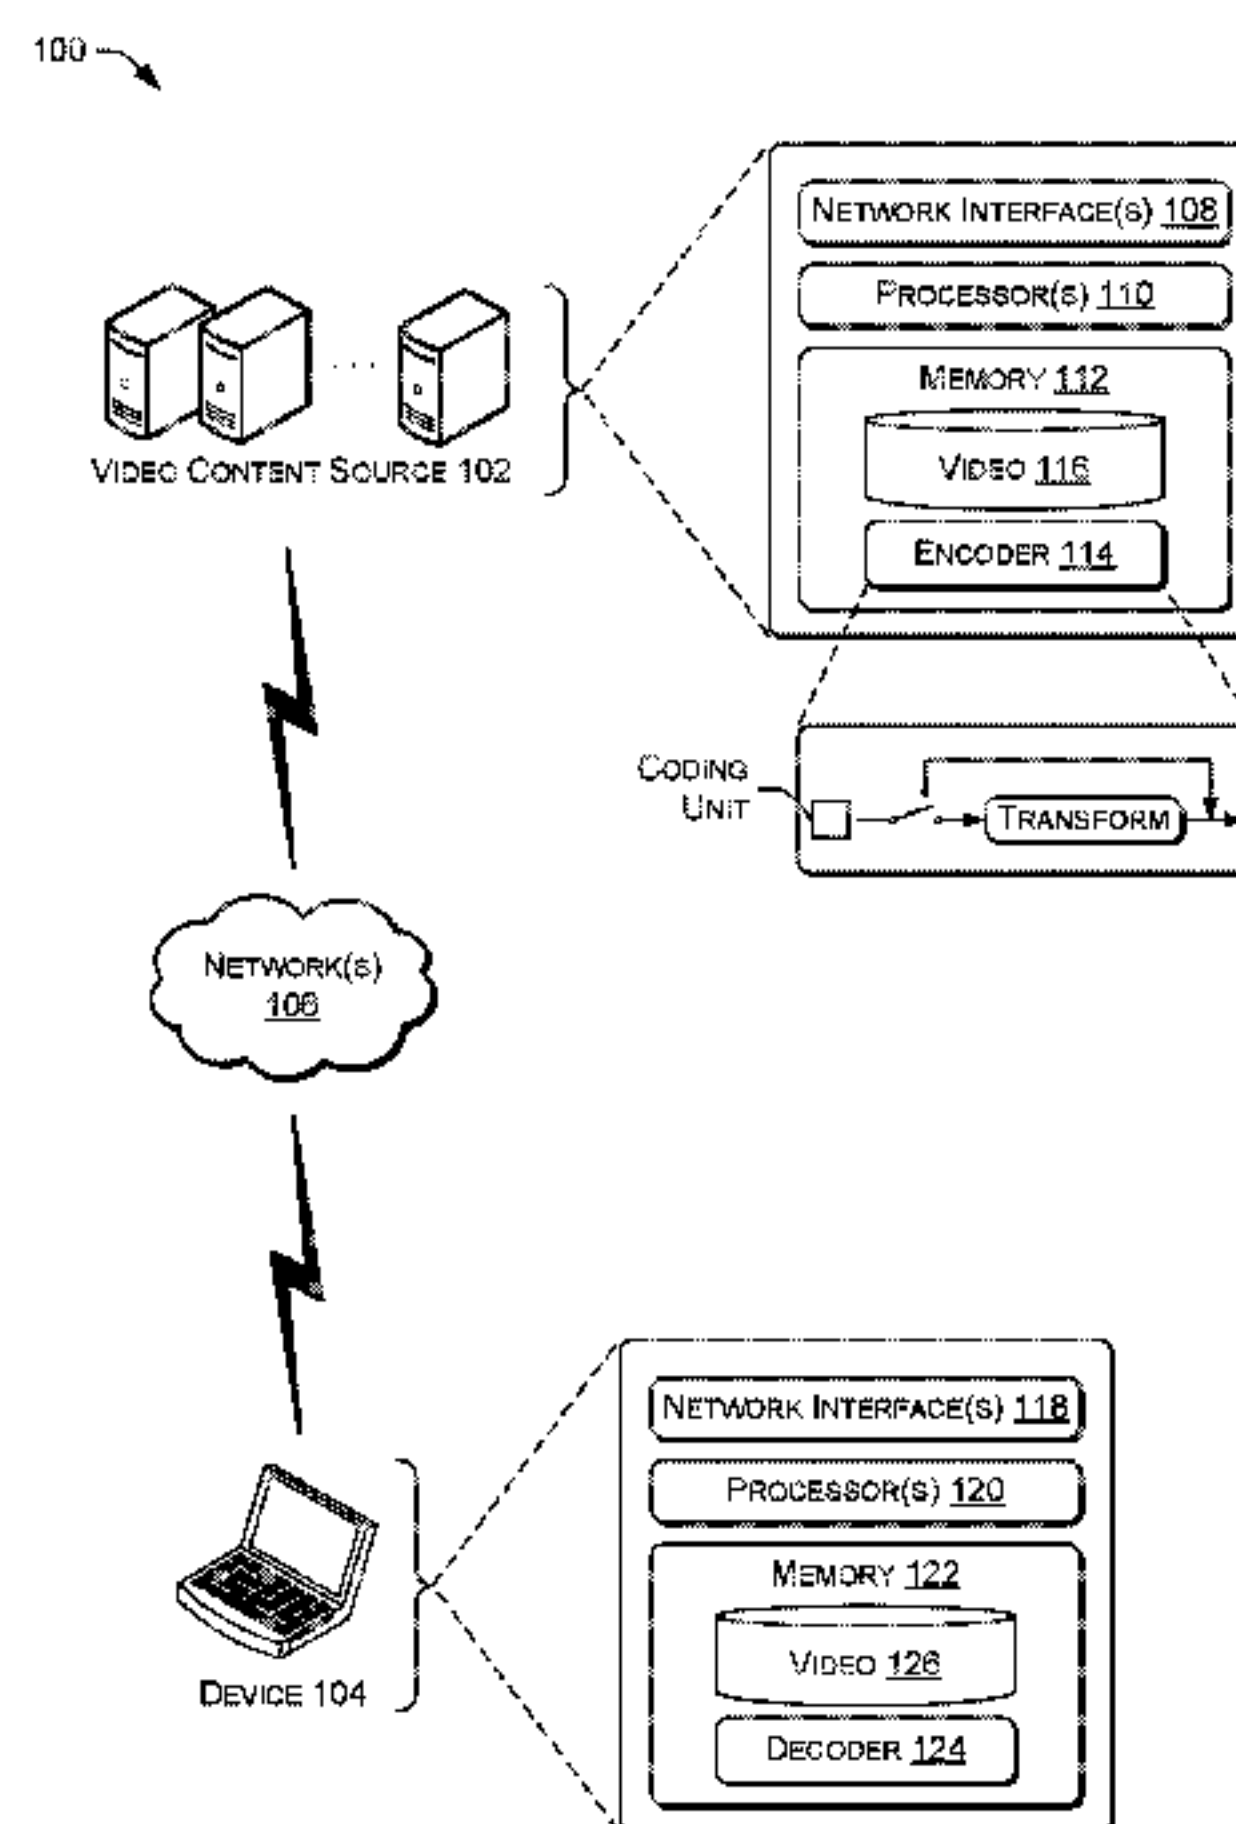 100
NETWORK INTERFACE(S) 108
PROCESSOR(S) 110
MEMORY 112
VIDEO 116
ENCODER 114
VIDEO CONTENT SOURCE 102
CODING
UNIT
TRANSFORM
NETWORK(S)
106
NETWORK INTERFACE(S) 118
PROCESSOR(S) 120
MEMORY 122
VIDEO 126
DECODER 124
DEVICE 104